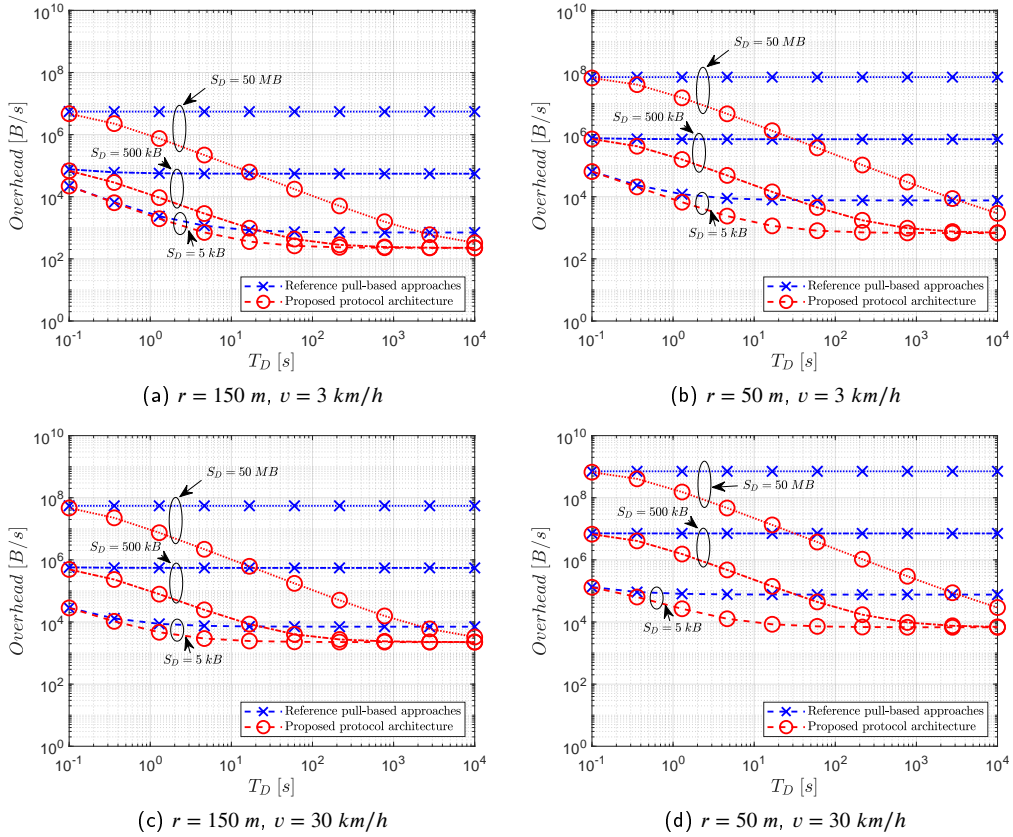 10^10
10^8
10^6
10^4
10^2
10^0
Overhead [B/s]
S_D = 50 MB
S_D = 500 kB
S_D = 5 kB
Reference pull-based approaches
Proposed protocol architecture
10^-1 10^0 10^1 10^2 10^3 10^4
T_D [s]
(a) r = 150 m, v = 3 km/h
10^10
10^8
10^6
10^4
10^2
10^0
Overhead [B/s]
S_D = 50 MB
S_D = 500 kB
S_D = 5 kB
Reference pull-based approaches
Proposed protocol architecture
10^-1 10^0 10^1 10^2 10^3 10^4
T_D [s]
(b) r = 50 m, v = 3 km/h
10^10
10^8
10^6
10^4
10^2
10^0
Overhead [B/s]
S_D = 50 MB
S_D = 500 kB
S_D = 5 kB
Reference pull-based approaches
Proposed protocol architecture
10^-1 10^0 10^1 10^2 10^3 10^4
T_D [s]
(c) r = 150 m, v = 30 km/h
10^10
10^8
10^6
10^4
10^2
10^0
Overhead [B/s]
S_D = 50 MB
S_D = 500 kB
S_D = 5 kB
Reference pull-based approaches
Proposed protocol architecture
10^-1 10^0 10^1 10^2 10^3 10^4
T_D [s]
(d) r = 50 m, v = 30 km/h